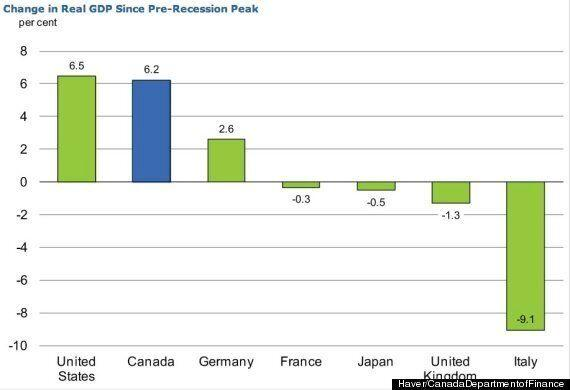 Change in Real GDP Since Pre-Recession Peak
per cent
8
6
4
2
0
-2
-4
-6
-8
-10
6.5
6.2
2.6
-0.3
-0.5
-1.3
-9.1
United States
Canada
Germany
France
Japan
United Kingdom
Italy
Haver/CanadaDepartmentofFinance